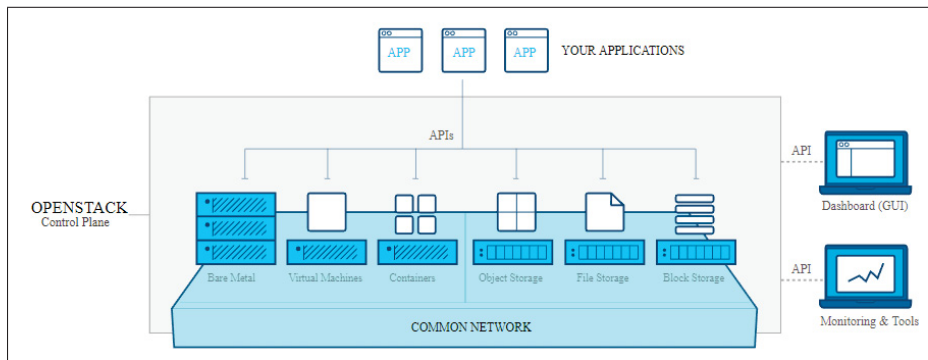 APP APP APP YOUR APPLICATIONS
APIs
API
OPENSTACK
Control Plane
Dashboard (GUI)
API
Bare Metal Virtual Machines Containers Object Storage File Storage Block Storage
Monitoring & Tools
COMMON NETWORK